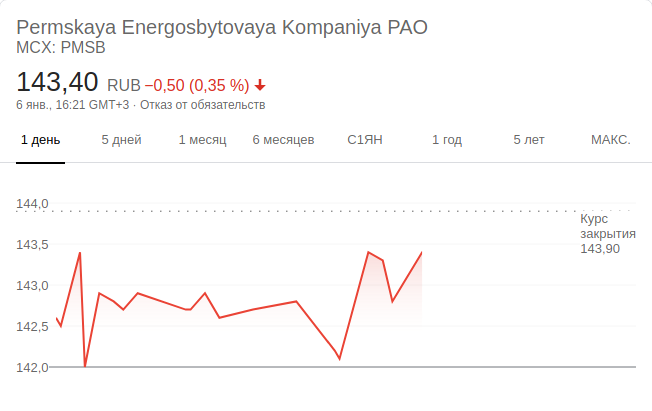 Permskaya Energosbytovaya Kompaniya PAO
MCX: PMSB
143,40 RUB −0,50 (0,35 %)
6 янв., 16:21 GMT+3 · Отказ от обязательств
1 день 5 дней 1 месяц 6 месяцев С1ЯН 1 год 5 лет МАКС.
144,0
Курс
закрытия
143,90
143,5
143,0
142,5
142,0